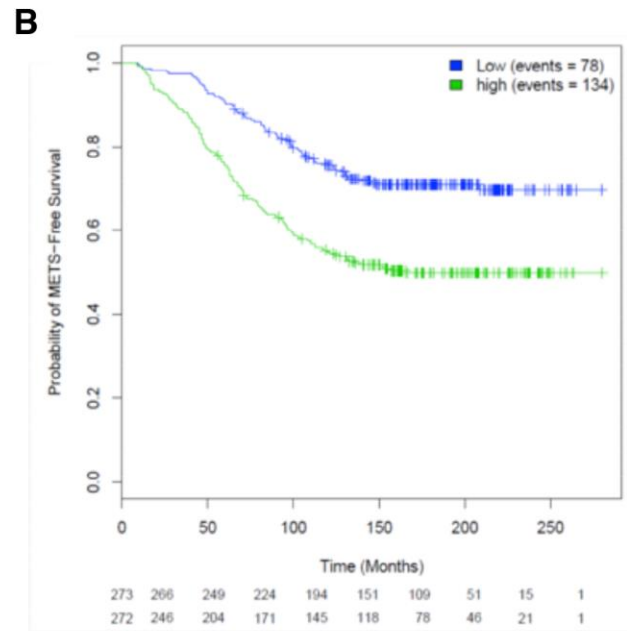 B
Low (events = 78)
high (events = 134)
Probability of METS-Free Survival
1.0
0.8
0.6
0.4
0.2
0.0
0 50 100 150 200 250
Time (Months)
273 266 249 224 194 151 109 51 15 1
272 246 204 171 145 118 78 46 21 1